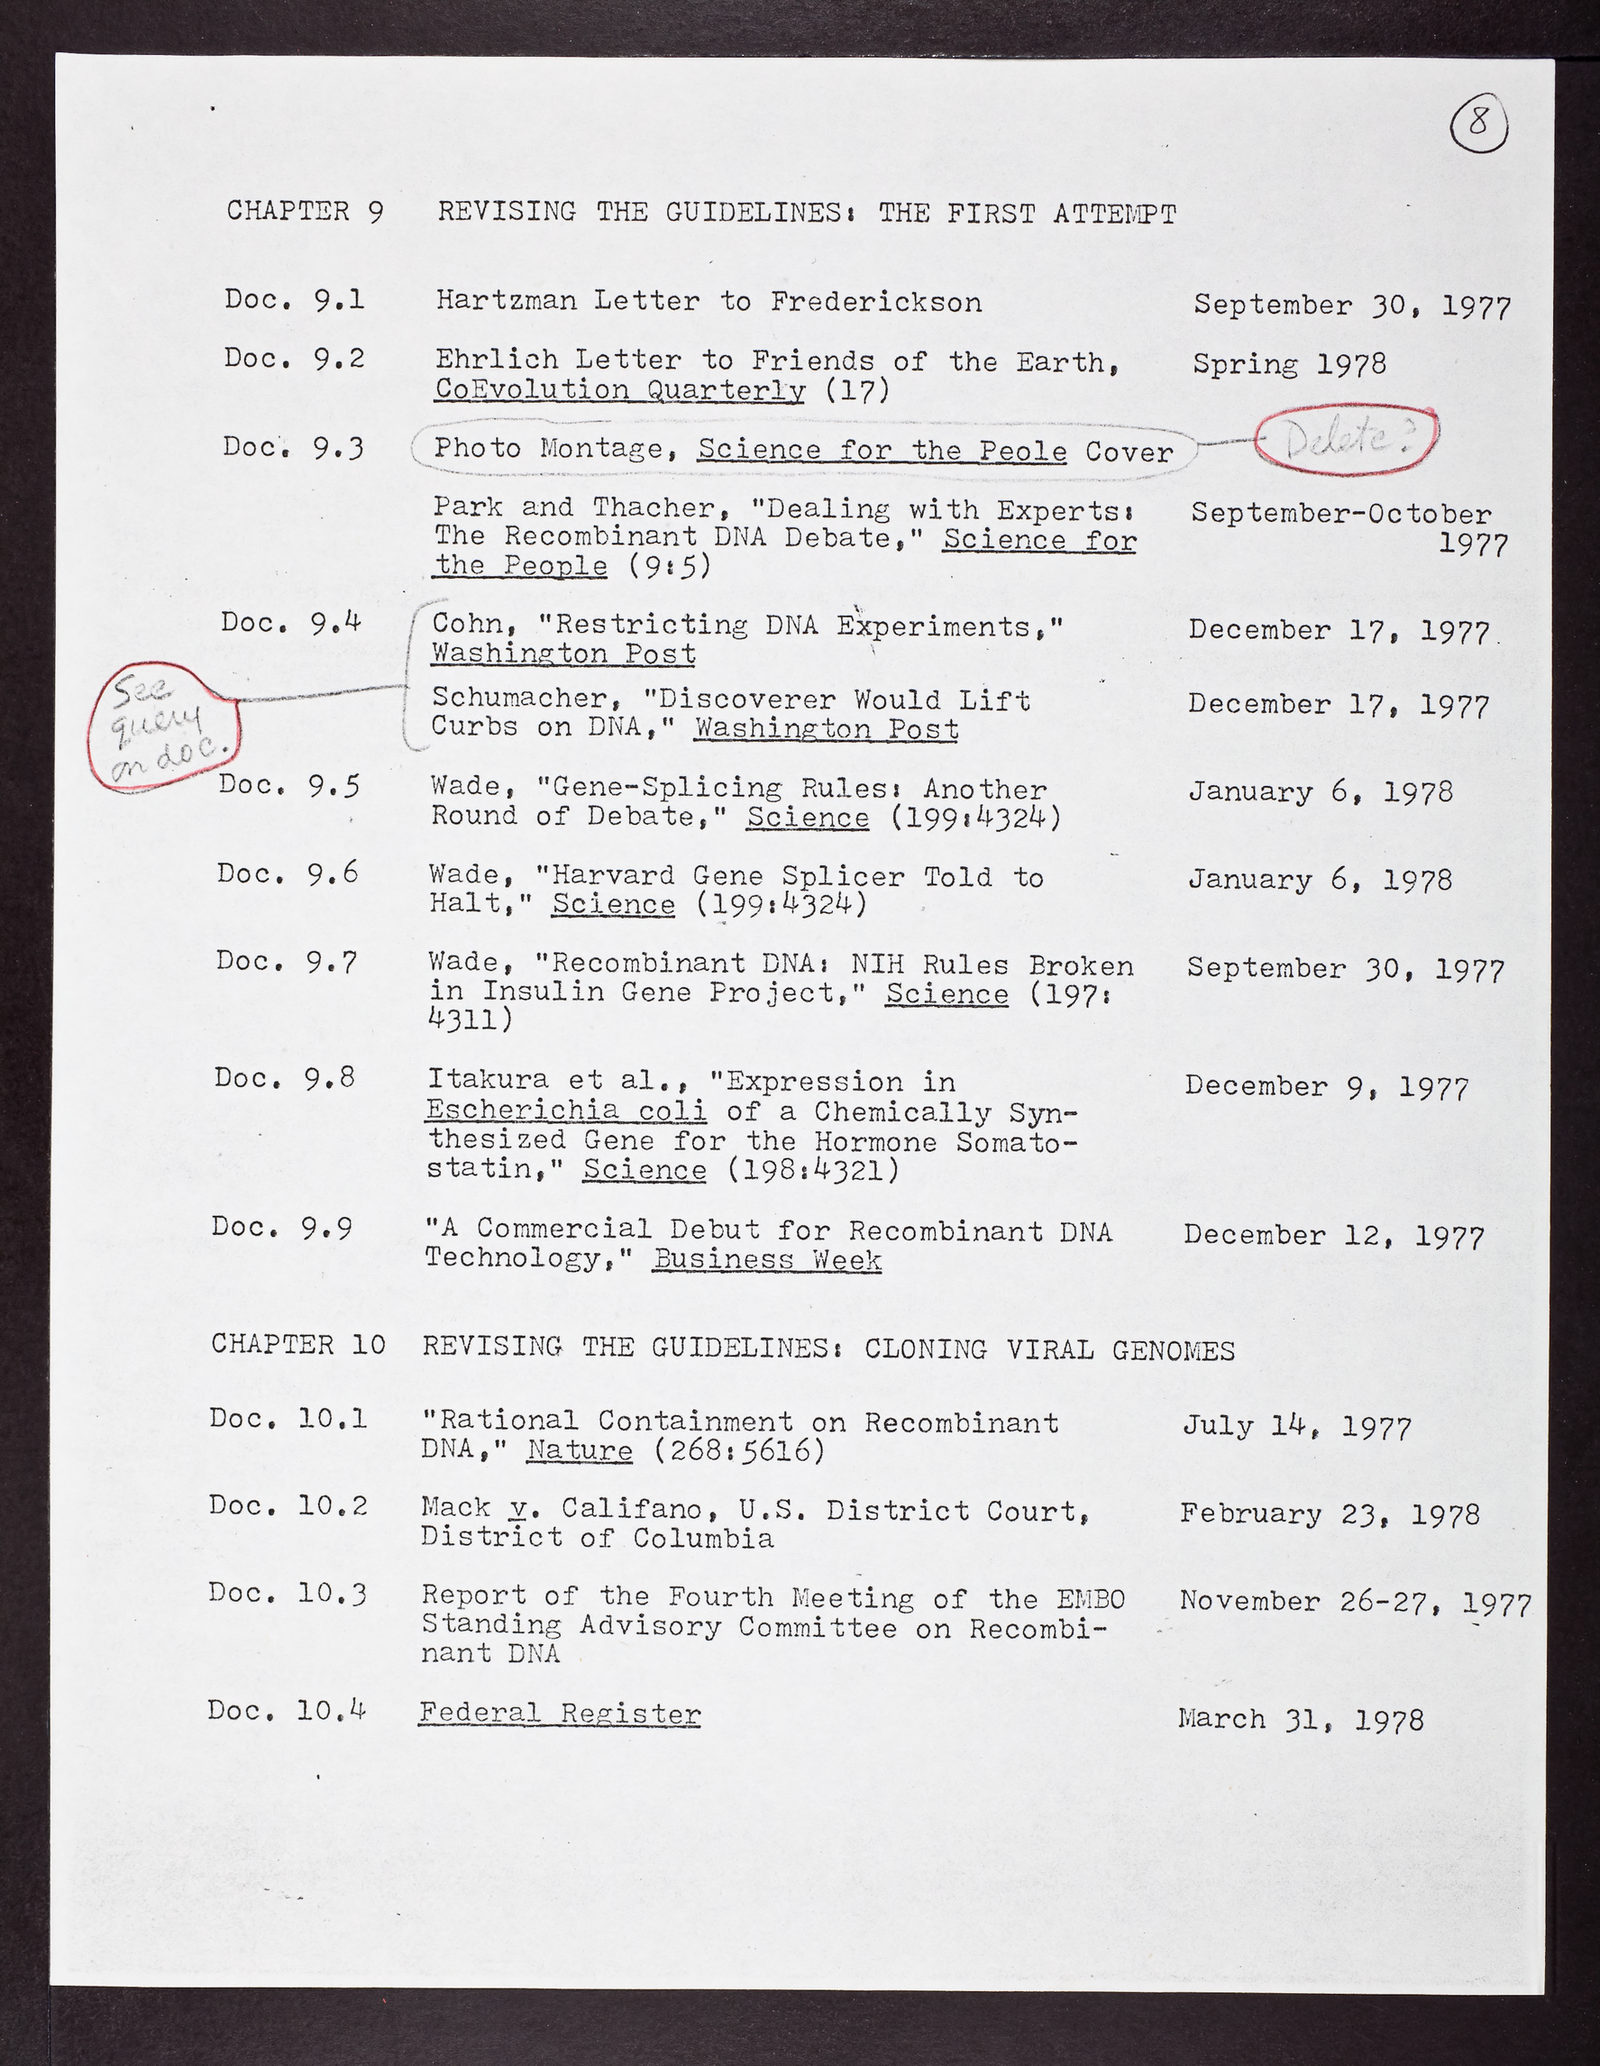 8
CHAPTER 9 REVISING THE GUIDELINES: THE FIRST ATTEMPT
Doc. 9.1 Hartzman Letter to Frederickson September 30, 1977
Doc. 9.2 Ehrlich Letter to Friends of the Earth, Spring 1978
CoEvolution Quarterly (17)
Doc. 9.3 Photo Montage, Science for the Peole Cover Delete?
Park and Thacher, "Dealing with Experts: September-October
The Recombinant DNA Debate," Science for 1977
the People (9:5)
Doc. 9.4 Cohn, "Restricting DNA Experiments," December 17, 1977
Washington Post
See
query
on doc.
Schumacher, "Discoverer Would Lift December 17, 1977
Curbs on DNA," Washington Post
Doc. 9.5 Wade, "Gene-Splicing Rules: Another January 6, 1978
Round of Debate," Science (199:4324)
Doc. 9.6 Wade, "Harvard Gene Splicer Told to January 6, 1978
Halt," Science (199:4324)
Doc. 9.7 Wade, "Recombinant DNA: NIH Rules Broken September 30, 1977
in Insulin Gene Project," Science (197:
4311)
Doc. 9.8 Itakura et al., "Expression in December 9, 1977
Escherichia coli of a Chemically Syn-
thesized Gene for the Hormone Somato-
statin," Science (198:4321)
Doc. 9.9 "A Commercial Debut for Recombinant DNA December 12, 1977
Technology," Business Week
CHAPTER 10 REVISING THE GUIDELINES: CLONING VIRAL GENOMES
Doc. 10.1 "Rational Containment on Recombinant July 14, 1977
DNA," Nature (268:5616)
Doc. 10.2 Mack v. Califano, U.S. District Court, February 23, 1978
District of Columbia
Doc. 10.3 Report of the Fourth Meeting of the EMBO November 26-27, 1977
Standing Advisory Committee on Recombi-
nant DNA
Doc. 10.4 Federal Register March 31, 1978